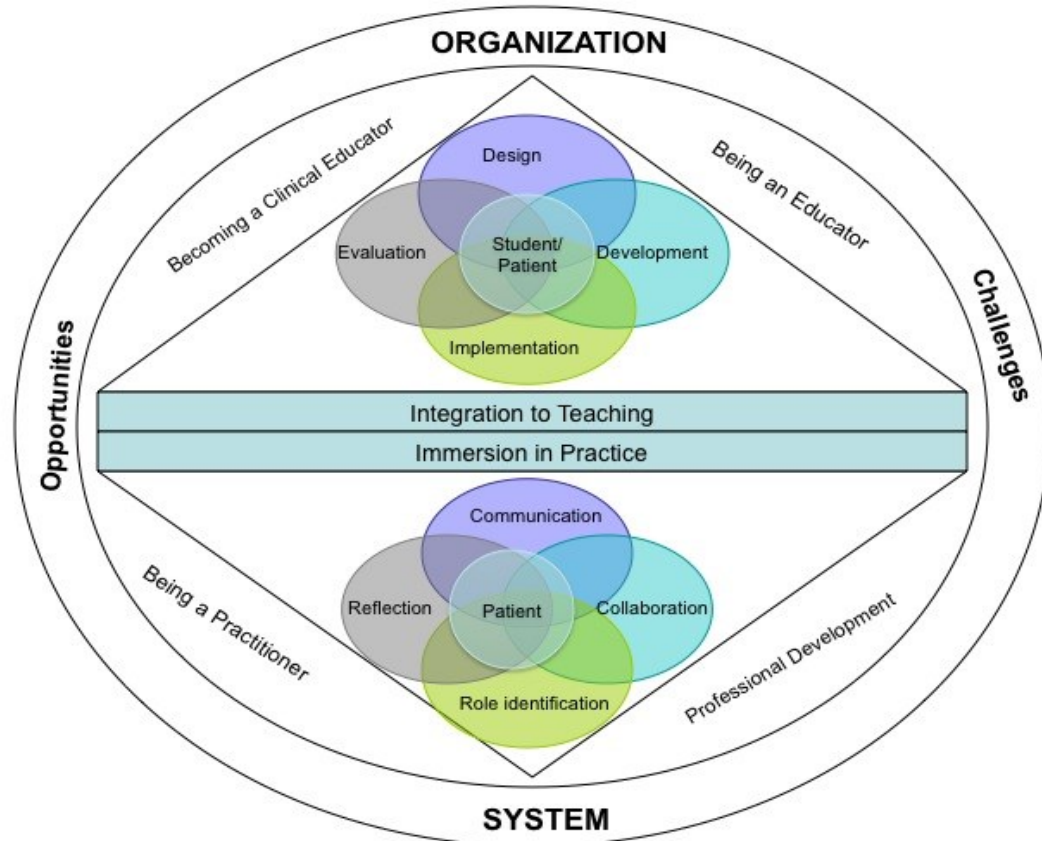 ORGANIZATION
Becoming a Clinical Educator
Being an Educator
Design
Evaluation
Student/
Patient
Development
Implementation
Opportunities
Challenges
Integration to Teaching
Immersion in Practice
Communication
Reflection
Patient
Collaboration
Role identification
Being a Practitioner
Professional Development
SYSTEM